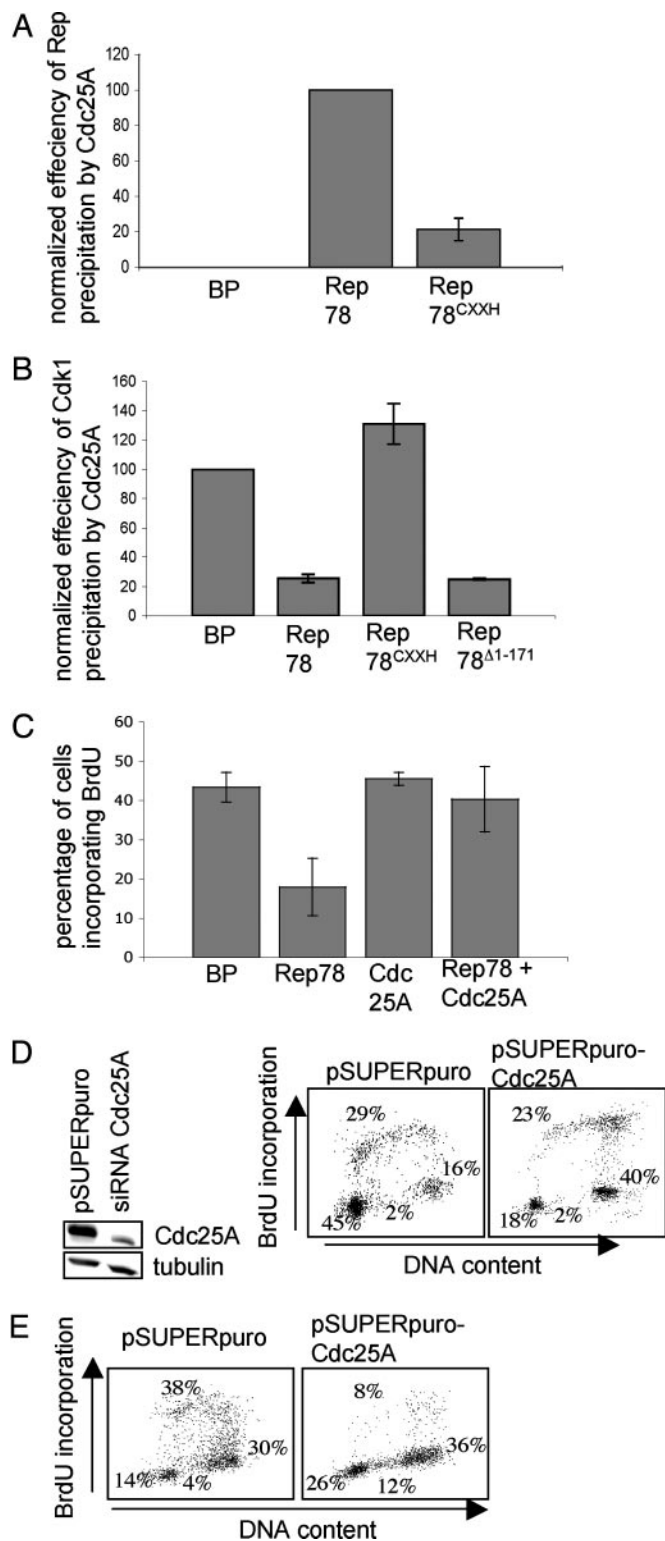 A
normalized effeciency of Rep
precipitation by Cdc25A
120
100
80
60
40
20
0
BP
Rep
78
Rep
78CXXH
B
normalized effeciency of Cdk1
precipitation by Cdc25A
160
140
120
100
80
60
40
20
0
BP
Rep
78
Rep
78CXXH
Rep
78Δ1-171
C
percentage of cells
incorporating BrdU
60
50
40
30
20
10
0
BP
Rep78
Cdc
25A
Rep78 +
Cdc25A
D
pSUPERpuro
siRNA Cdc25A
Cdc25A
tubulin
BrdU incorporation
pSUPERpuro
29%
16%
45%
2%
pSUPERpuro-
Cdc25A
23%
40%
18%
2%
DNA content
E
BrdU incorporation
pSUPERpuro
38%
30%
14%
4%
pSUPERpuro-
Cdc25A
8%
36%
26%
12%
DNA content